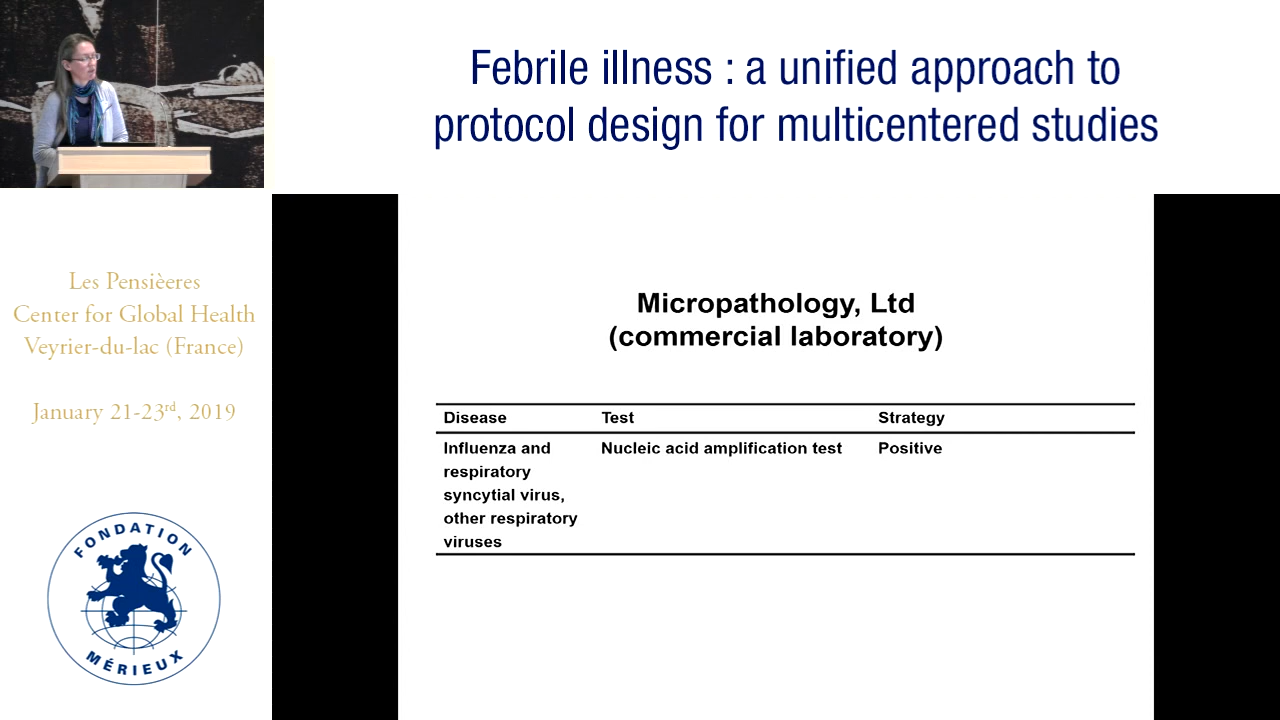 Febrile illness : a unified approach to
protocol design for multicentered studies
Les Pensièeres
Center for Global Health
Veyrier-du-lac (France)
January 21-23rd, 2019
FONDATION
MÉRIEUX
Micropathology, Ltd
(commercial laboratory)
Disease Test Strategy
Influenza and Nucleic acid amplification test Positive
respiratory
syncytial virus,
other respiratory
viruses